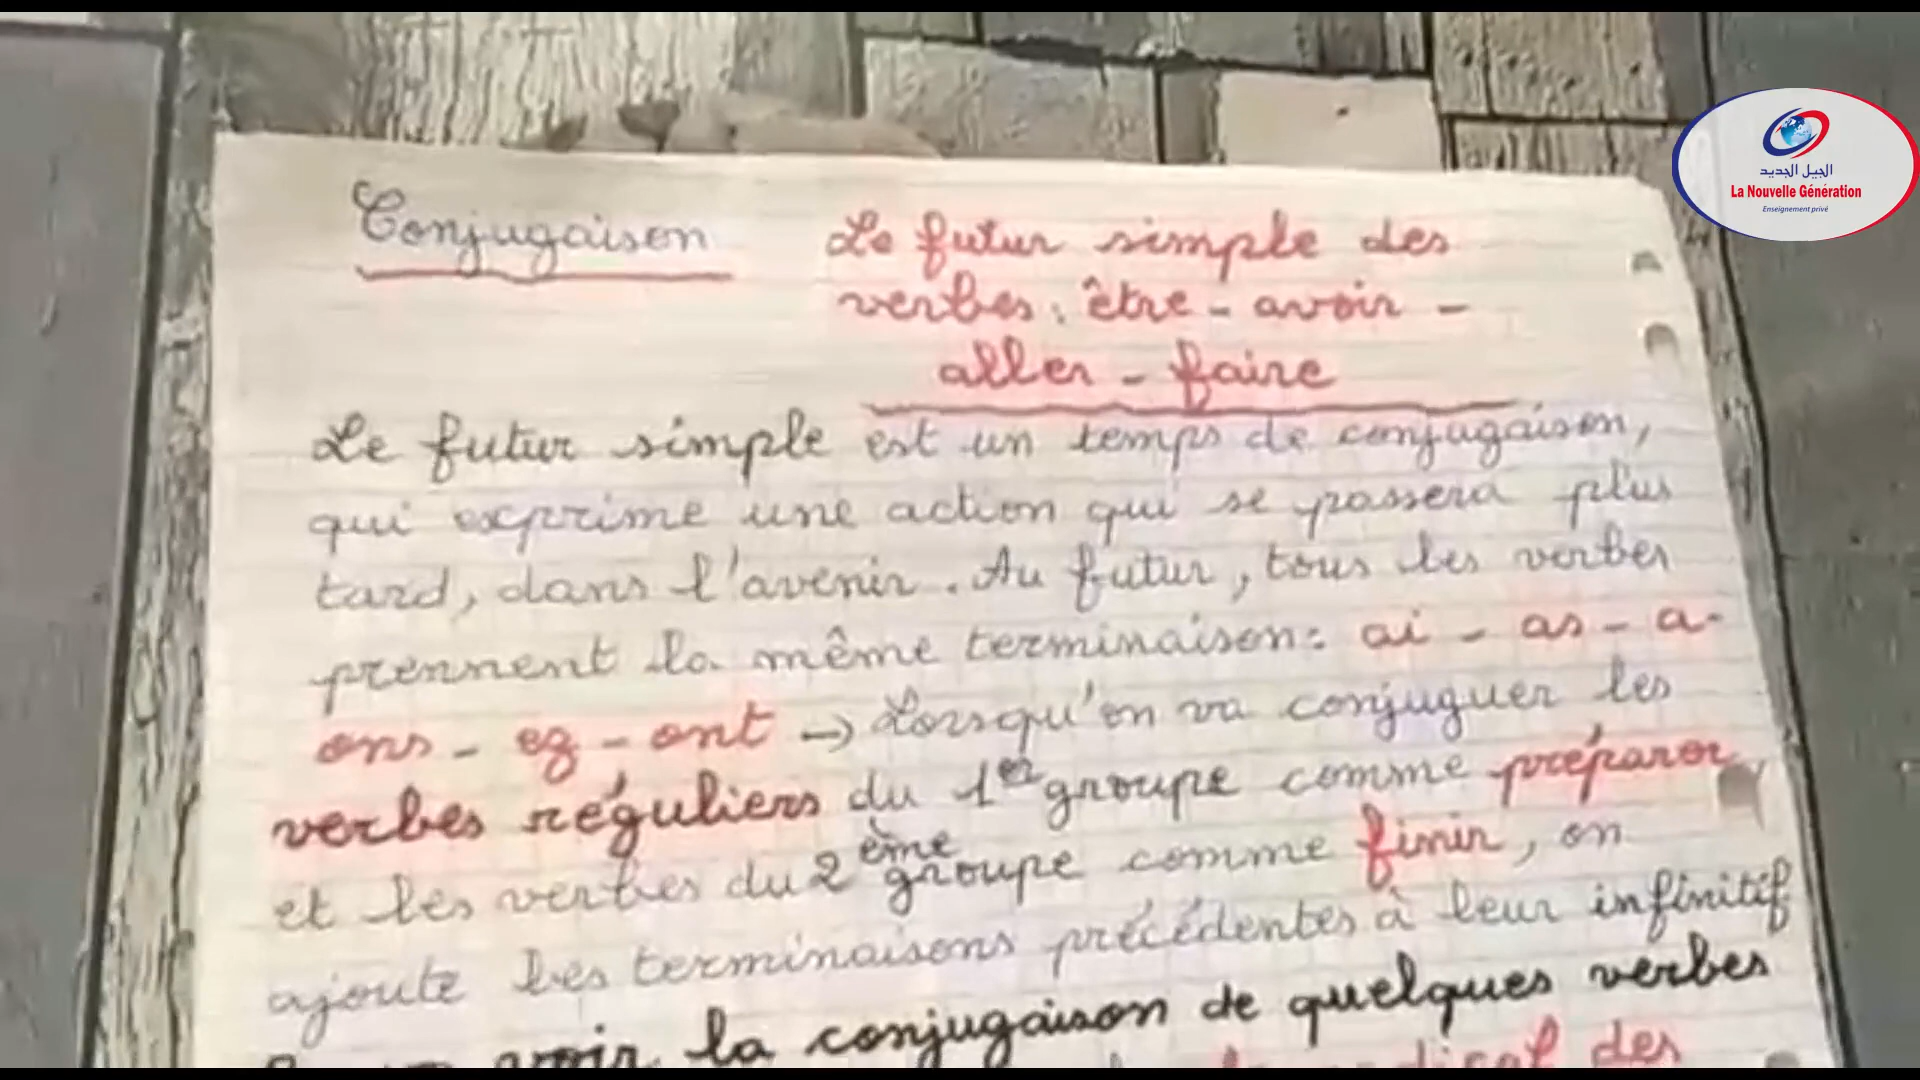 Conjugaison
Le futur simple des
verbes : être - avoir -
aller - faire
Le futur simple est un temps de conjugaison,
qui exprime une action qui se passera plus
tard, dans l'avenir. Au futur, tous les verbes
prennent la même terminaison : ai - as - a -
ons - ez - ont → Lorsqu'on va conjuguer les
verbes réguliers du 1er groupe comme préparer,
et les verbes du 2ème groupe comme finir, on
ajoute les terminaisons précédentes à leur infinitif
voir la conjugaison de quelques verbes
radical des
الجيل الجديد
La Nouvelle Génération
Enseignement privé